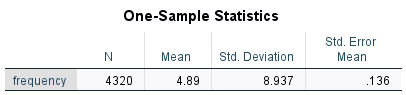 One-Sample Statistics
N Mean Std. Deviation Std. Error Mean
frequency 4320 4.89 8.937 .136